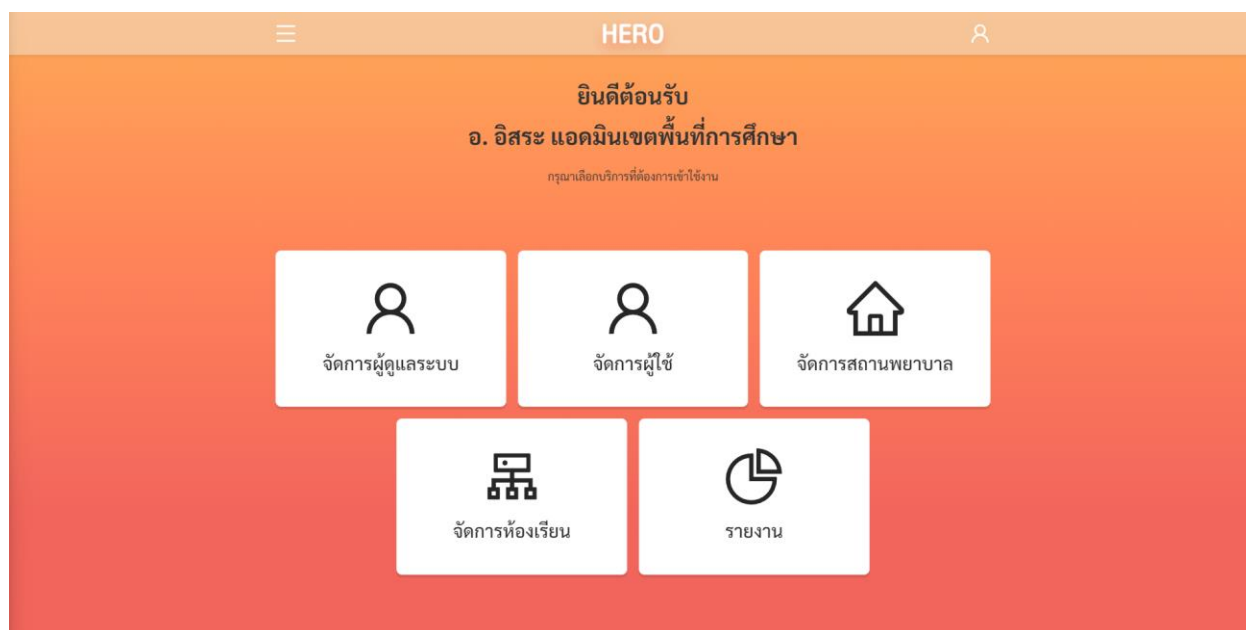 HERO
ยินดีต้อนรับ
อ. อิสระ แอดมินเขตพื้นที่การศึกษา
กรุณาเลือกบริการที่ต้องการเข้าใช้งาน
จัดการผู้ดูแลระบบ
จัดการผู้ใช้
จัดการสถานพยาบาล
จัดการห้องเรียน
รายงาน